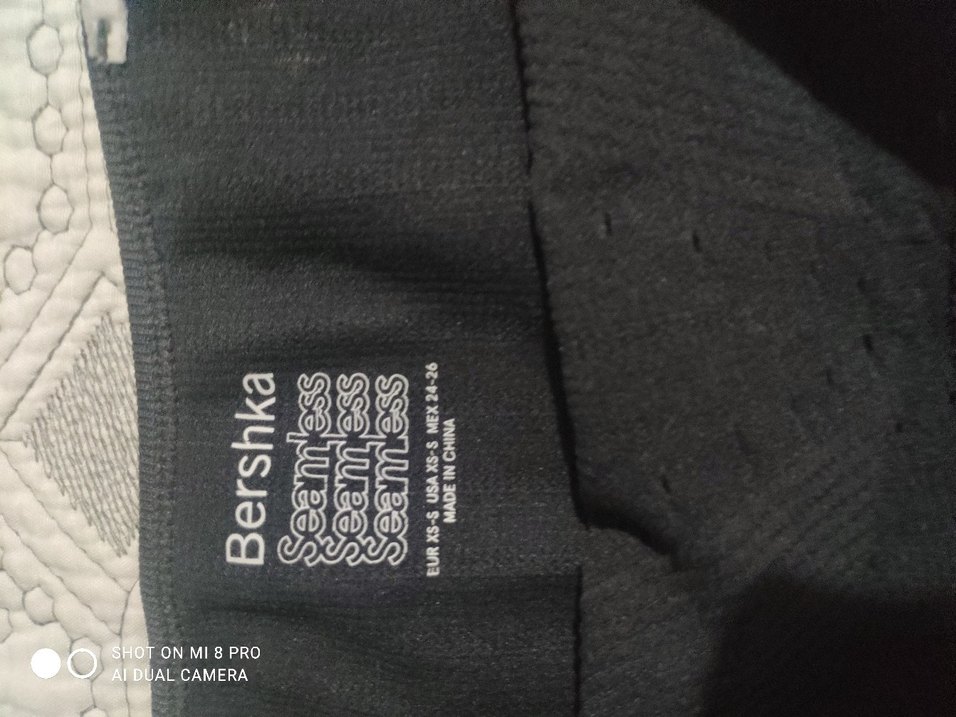 Bershka
Seamless
Seamless
Seamless
EUR XS-S USA XS-S MEX 24-26
MADE IN CHINA
SHOT ON MI 8 PRO
AI DUAL CAMERA